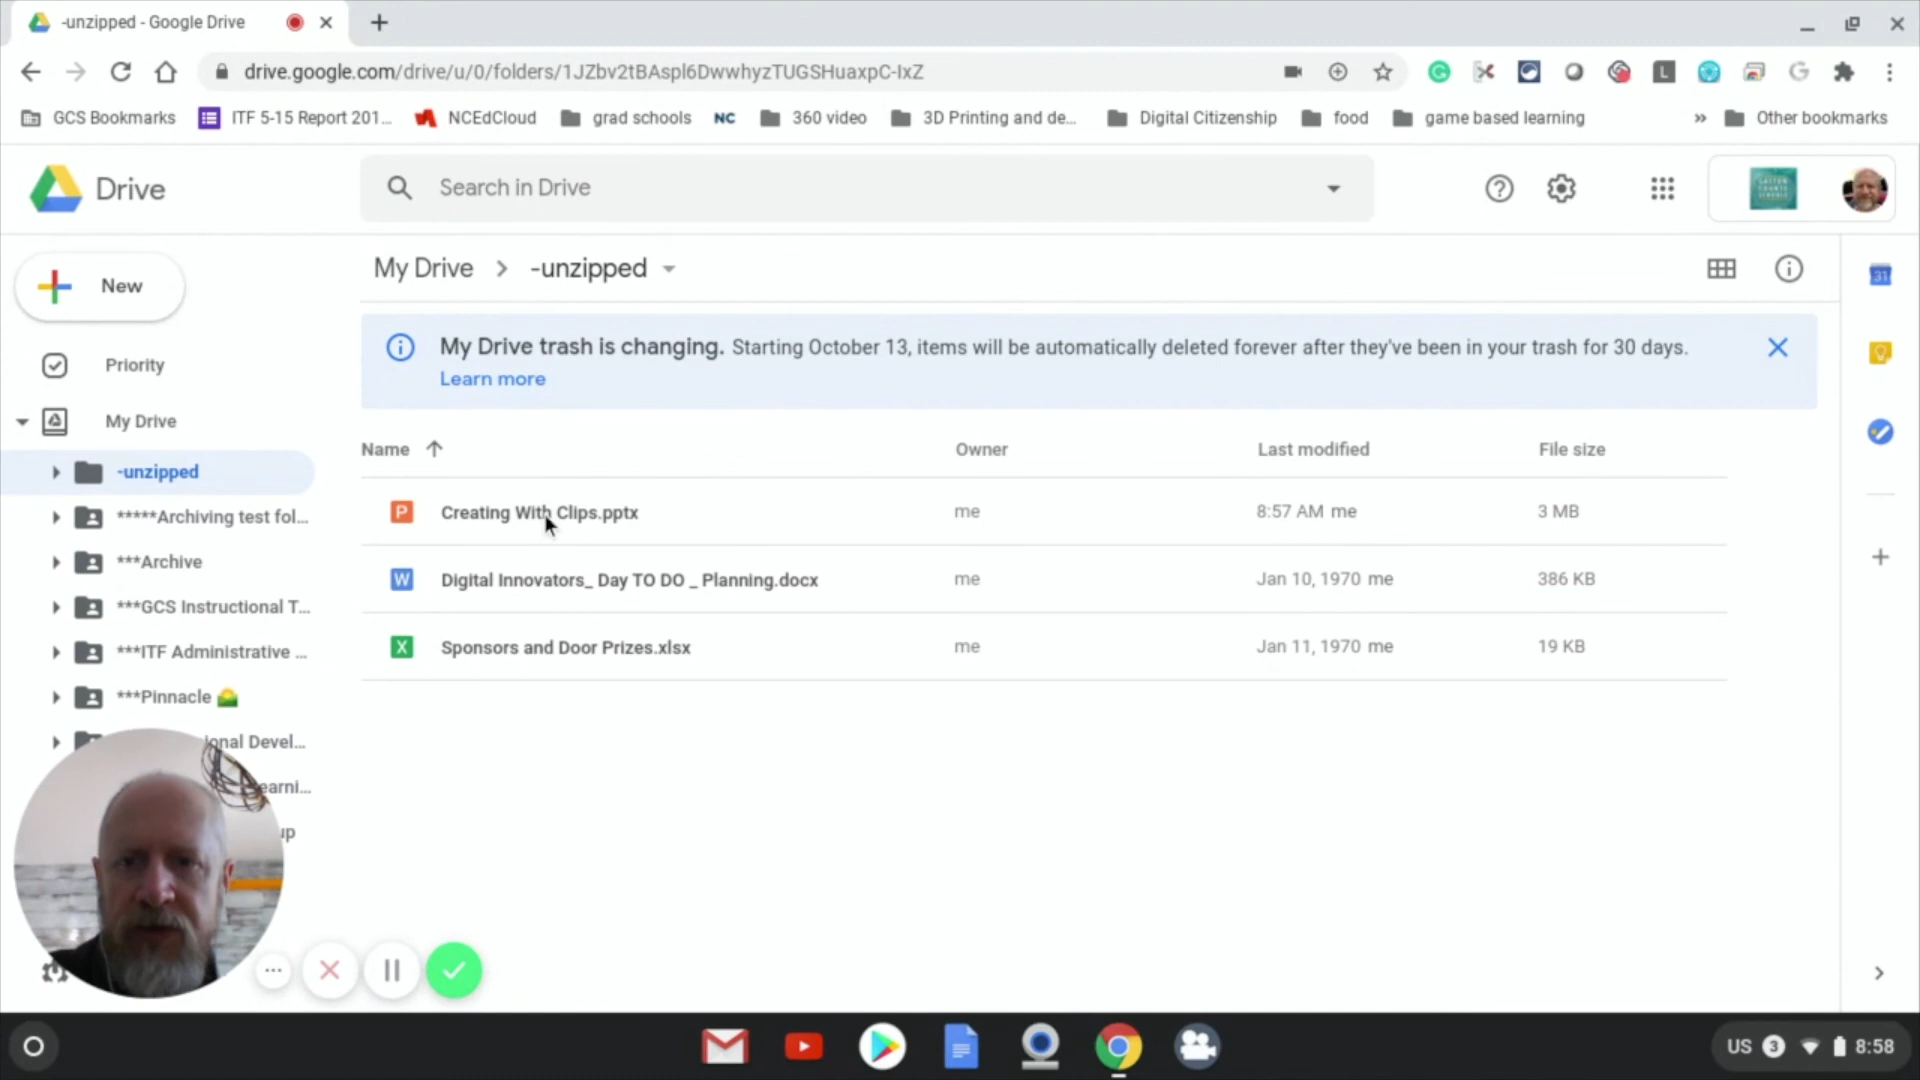 -unzipped - Google Drive
drive.google.com/drive/u/0/folders/1JZbv2tBAspl6DwwhyzTUGSHuaxpC-IxZ
GCS Bookmarks ITF 5-15 Report 201... NCEdCloud grad schools NC 360 video 3D Printing and de... Digital Citizenship food game based learning » Other bookmarks
Drive
Search in Drive
New
My Drive > -unzipped
My Drive trash is changing. Starting October 13, items will be automatically deleted forever after they've been in your trash for 30 days.
Learn more
Priority
My Drive
-unzipped
*****Archiving test fol...
***Archive
***GCS Instructional T...
***ITF Administrative ...
***Pinnacle
ional Devel...
earni...
up
Name Owner Last modified File size
P Creating With Clips.pptx me 8:57 AM me 3 MB
W Digital Innovators_ Day TO DO _ Planning.docx me Jan 10, 1970 me 386 KB
X Sponsors and Door Prizes.xlsx me Jan 11, 1970 me 19 KB
31
US 3 8:58